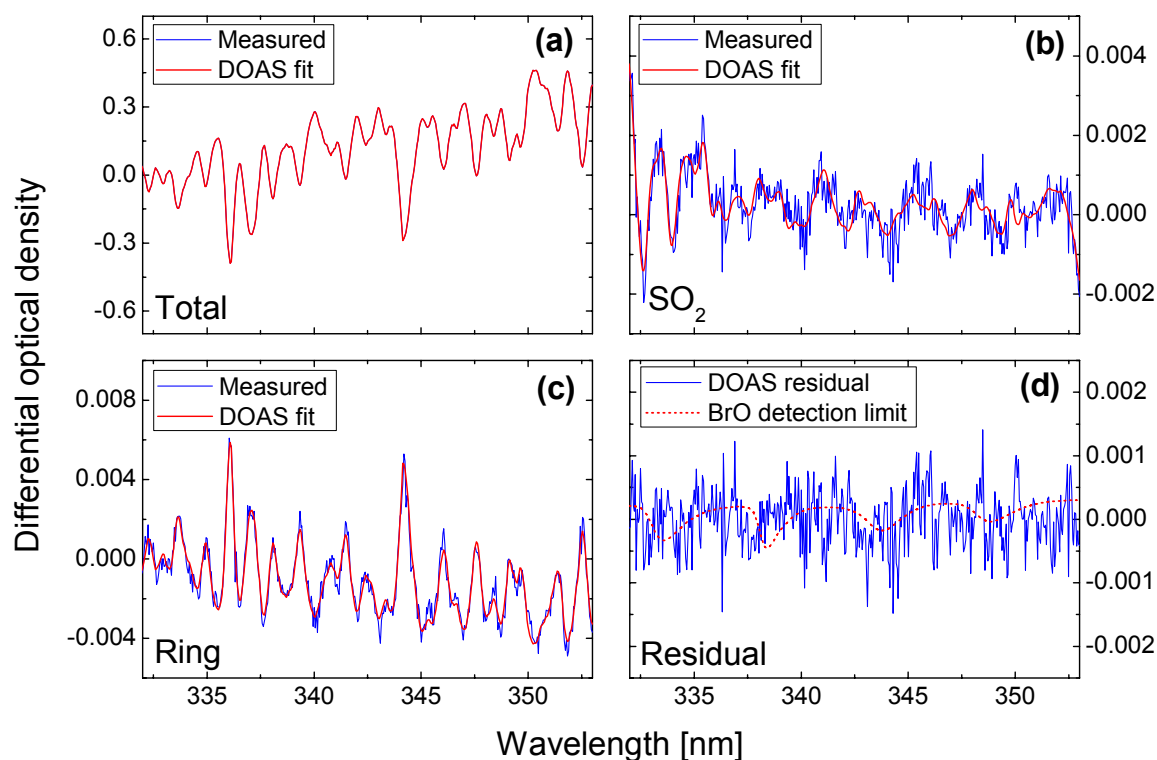 Differential optical density
Measured
DOAS fit
(a)
0.6
0.3
0.0
-0.3
-0.6
Total
Measured
DOAS fit
(b)
0.004
0.002
0.000
-0.002
SO2
Measured
DOAS fit
(c)
0.008
0.004
0.000
-0.004
Ring
335 340 345 350
DOAS residual
BrO detection limit
(d)
0.002
0.001
0.000
-0.001
-0.002
Residual
335 340 345 350
Wavelength [nm]